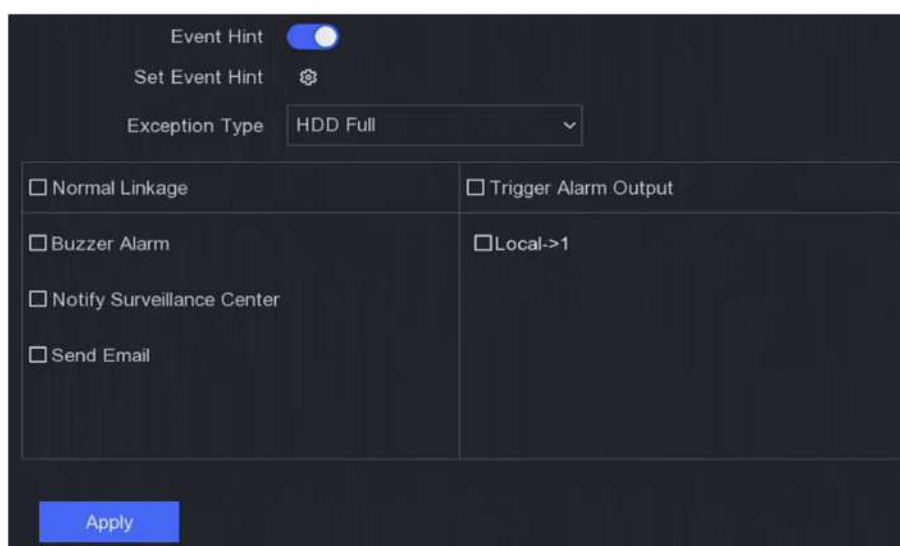 Event Hint
Set Event Hint
Exception Type HDD Full
Normal Linkage Trigger Alarm Output
Buzzer Alarm Local->1
Notify Surveillance Center
Send Email
Apply